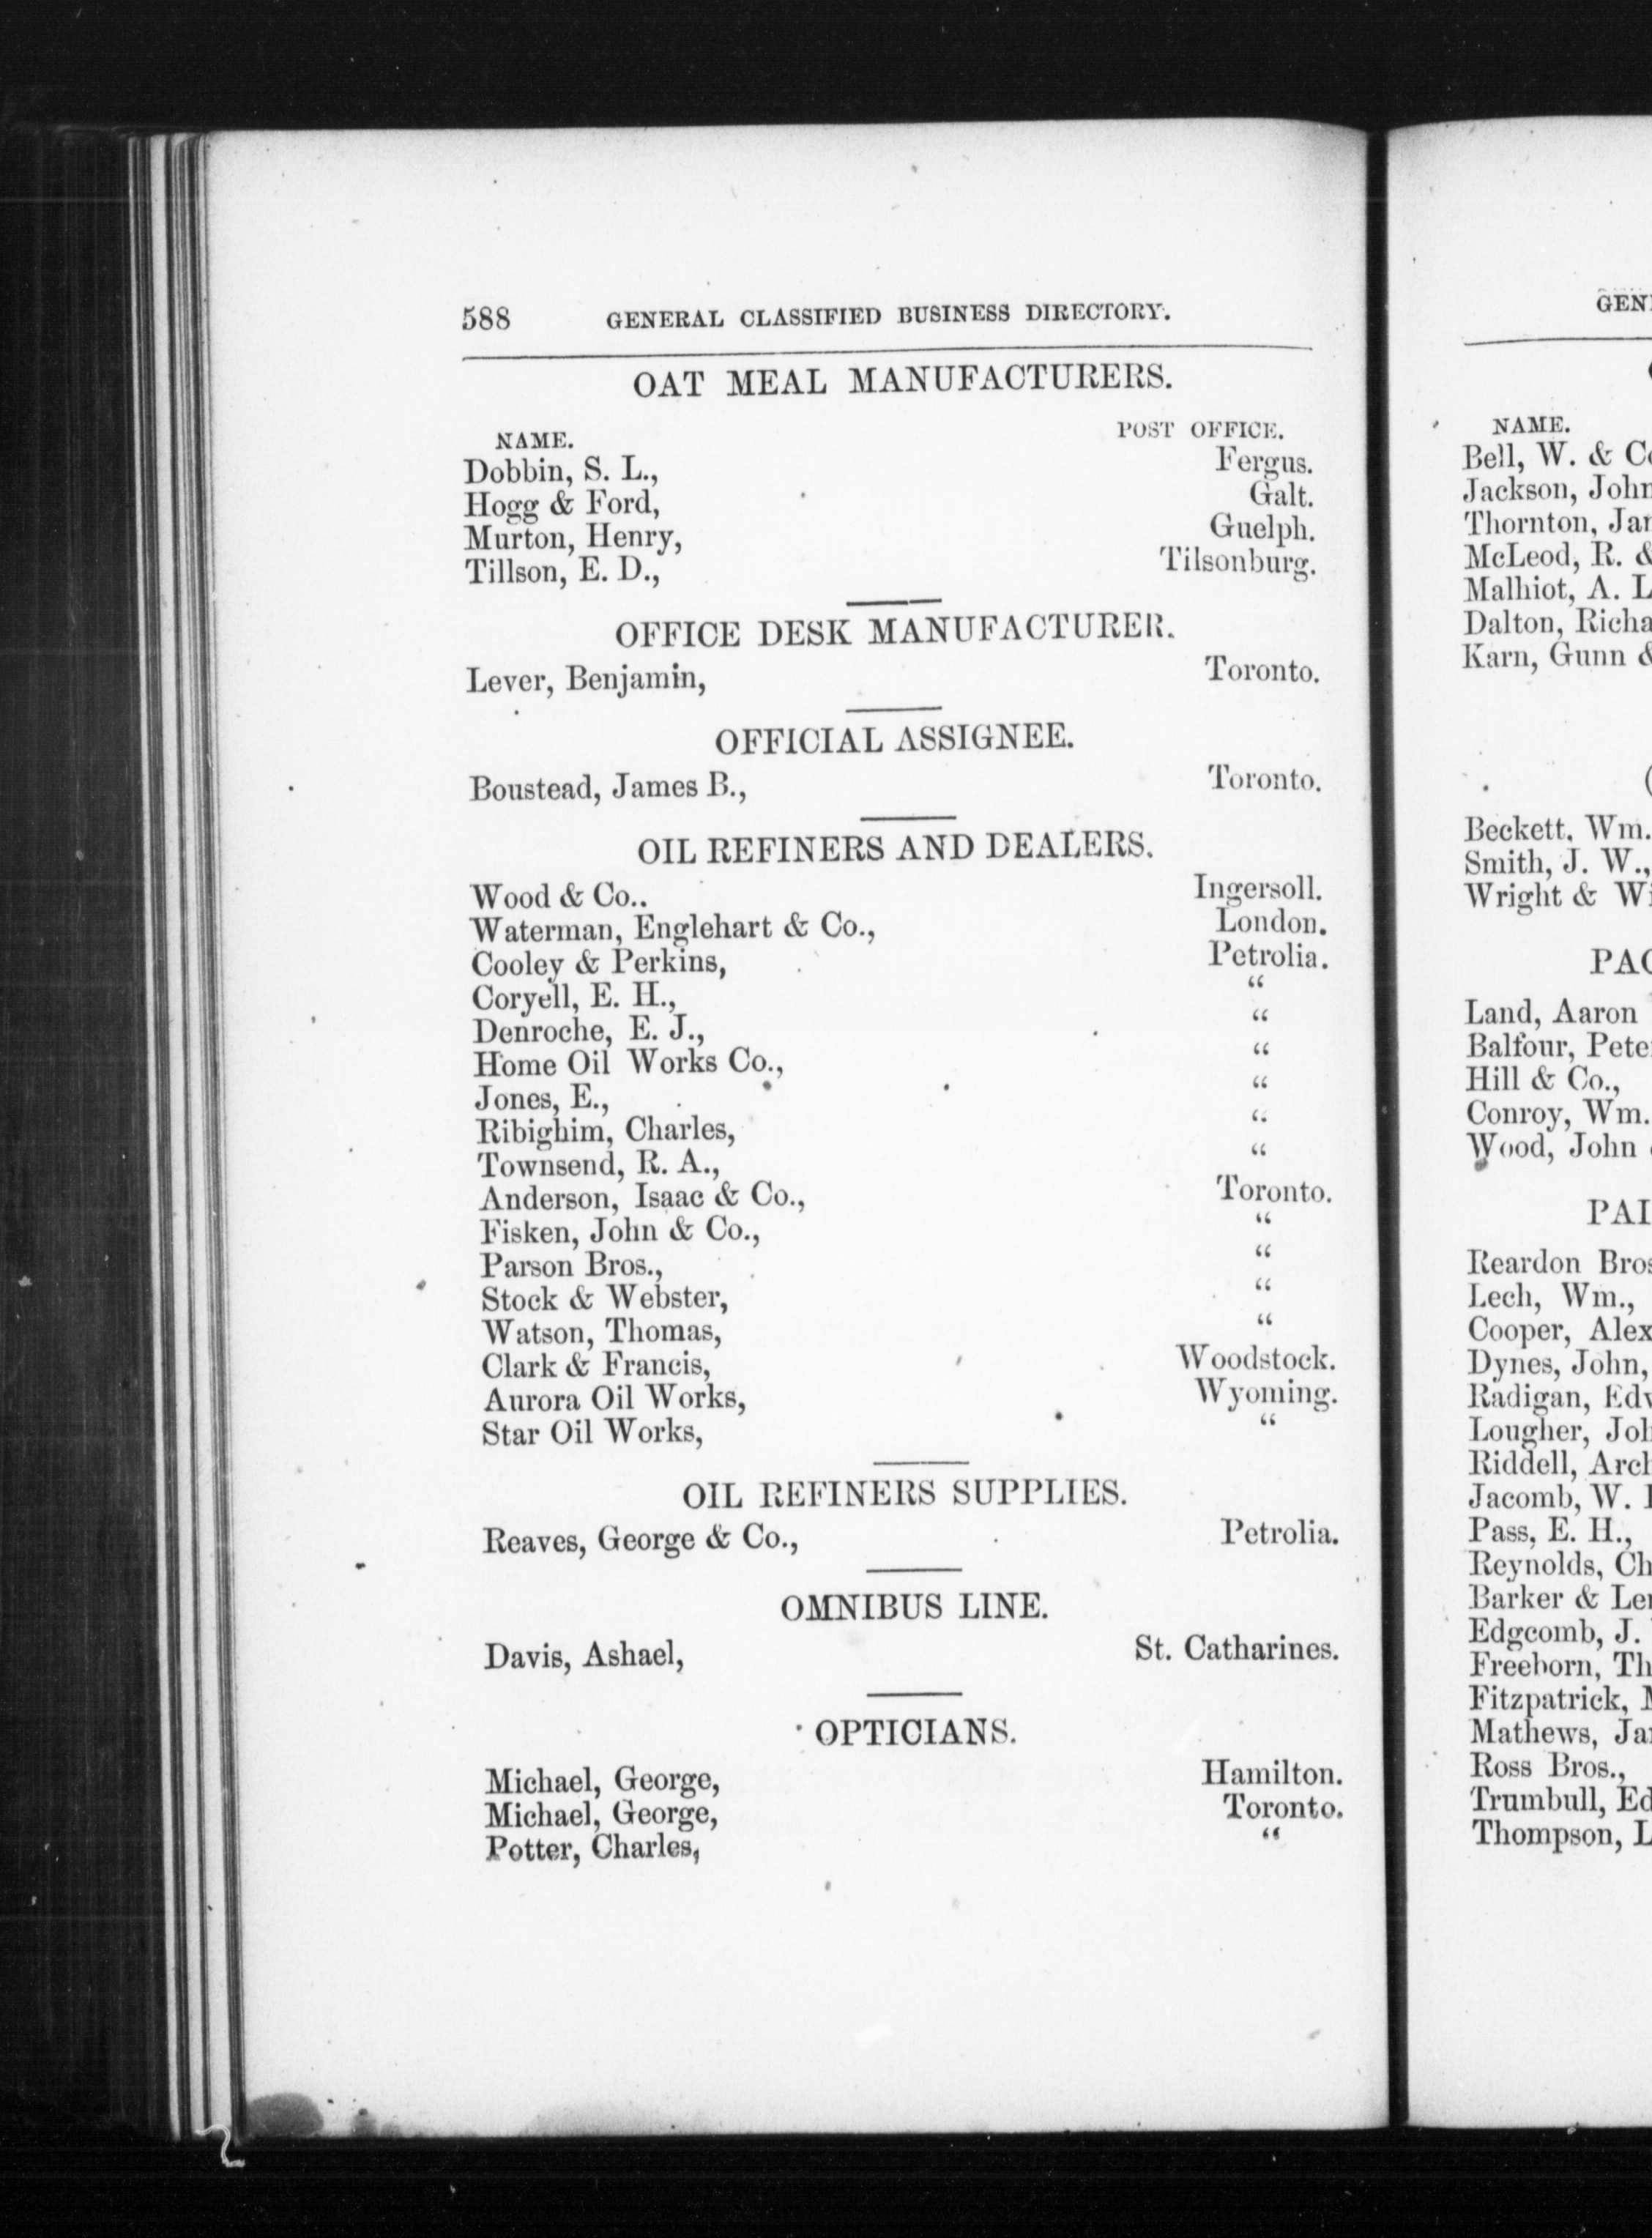 588 GENERAL CLASSIFIED BUSINESS DIRECTORY.
OAT MEAL MANUFACTURERS.
NAME. POST OFFICE.
Dobbin, S. L., Fergus.
Hogg & Ford, Galt.
Murton, Henry, Guelph.
Tillson, E. D., Tilsonburg.
OFFICE DESK MANUFACTURER.
Lever, Benjamin, Toronto.
OFFICIAL ASSIGNEE.
Boustead, James B., Toronto.
OIL REFINERS AND DEALERS.
Wood & Co.. Ingersoll.
Waterman, Englehart & Co., London.
Cooley & Perkins, Petrolia.
Coryell, E. H., “
Denroche, E. J., “
Home Oil Works Co., “
Jones, E., “
Ribighim, Charles, “
Townsend, R. A., “
Anderson, Isaac & Co., Toronto.
Fisken, John & Co., “
Parson Bros., “
Stock & Webster, “
Watson, Thomas, “
Clark & Francis, Woodstock.
Aurora Oil Works, Wyoming.
Star Oil Works, “
OIL REFINERS SUPPLIES.
Reaves, George & Co., Petrolia.
OMNIBUS LINE.
Davis, Ashael, St. Catharines.
OPTICIANS.
Michael, George, Hamilton.
Michael, George, Toronto.
Potter, Charles, “
NAME.
Bell, W. &
Jackson, John
Thornton,
McLeod, R. &
Malhiot, A.
Dalton,
Karn, Gunn &
Beckett, Wm.
Smith, J. W.,
Wright &
Land, Aaron
Balfour,
Hill & Co.,
Conroy, Wm.
Wood, John
Reardon
Lech, Wm.,
Cooper,
Dynes, John,
Radigan,
Lougher,
Riddell,
Jacomb, W.
Pass, E. H.,
Reynolds,
Barker &
Edgcomb, J.
Freeborn,
Fitzpatrick,
Mathews,
Ross Bros.,
Trumbull,
Thompson,